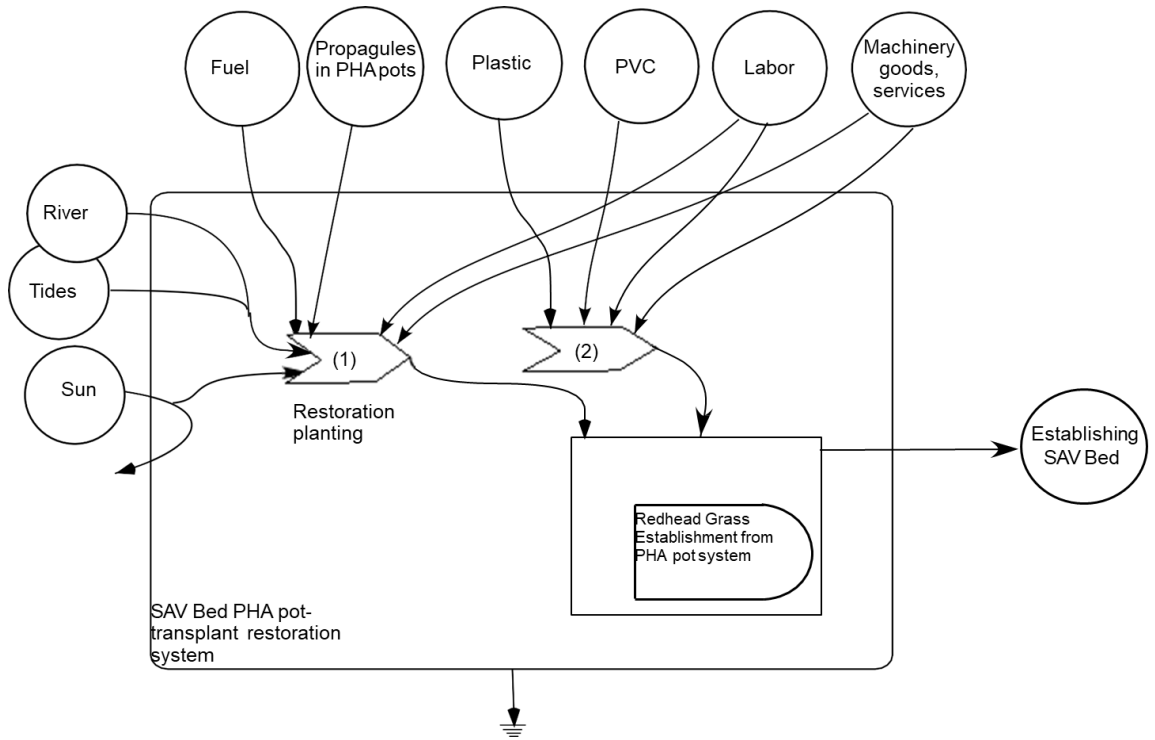 Fuel
Propagules
in PHA pots
Plastic
PVC
Labor
Machinery
goods,
services
River
Tides
Sun
(1)
(2)
Restoration
planting
Establishing
SAV Bed
Redhead Grass
Establishment from
PHA pot system
SAV Bed PHA pot-
transplant restoration
system